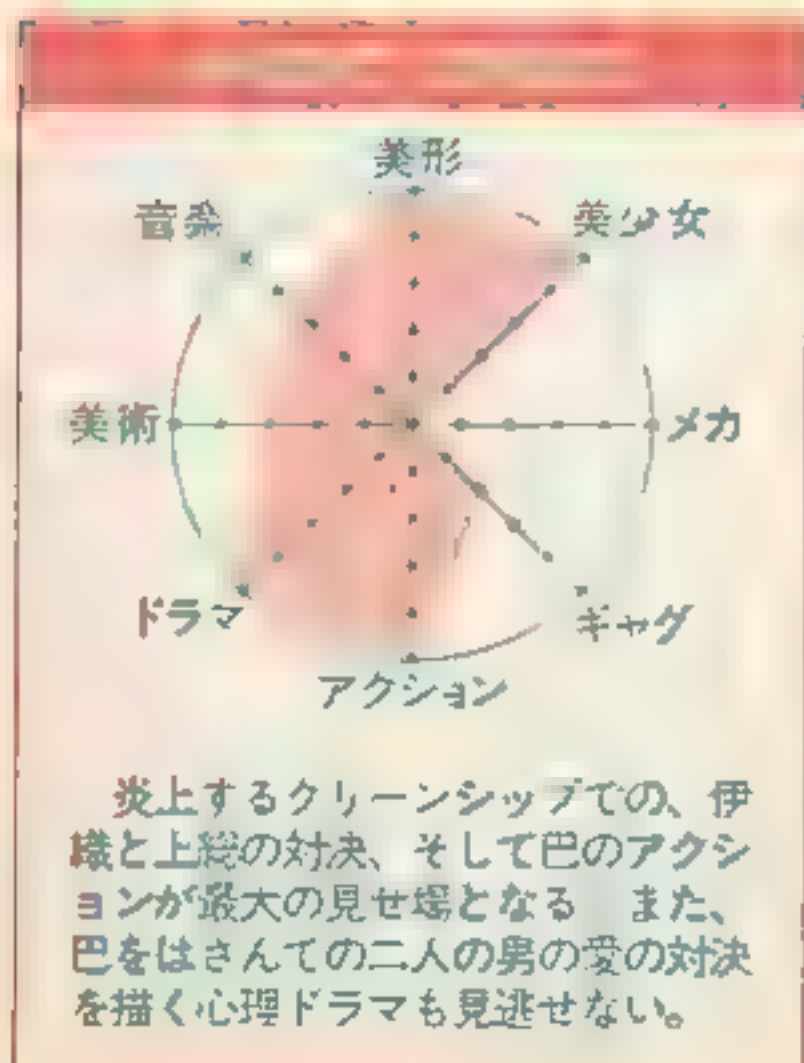 美形
音楽
美少女
美術
メカ
ドラマ
ギャグ
アクション
炎上するクリーンシップでの、伊
織と上総の対決、そして巴のアクシ
ョンが最大の見せ場となる　また、
巴をはさんでの二人の男の愛の対決
を描く心理ドラマも見逃せない。